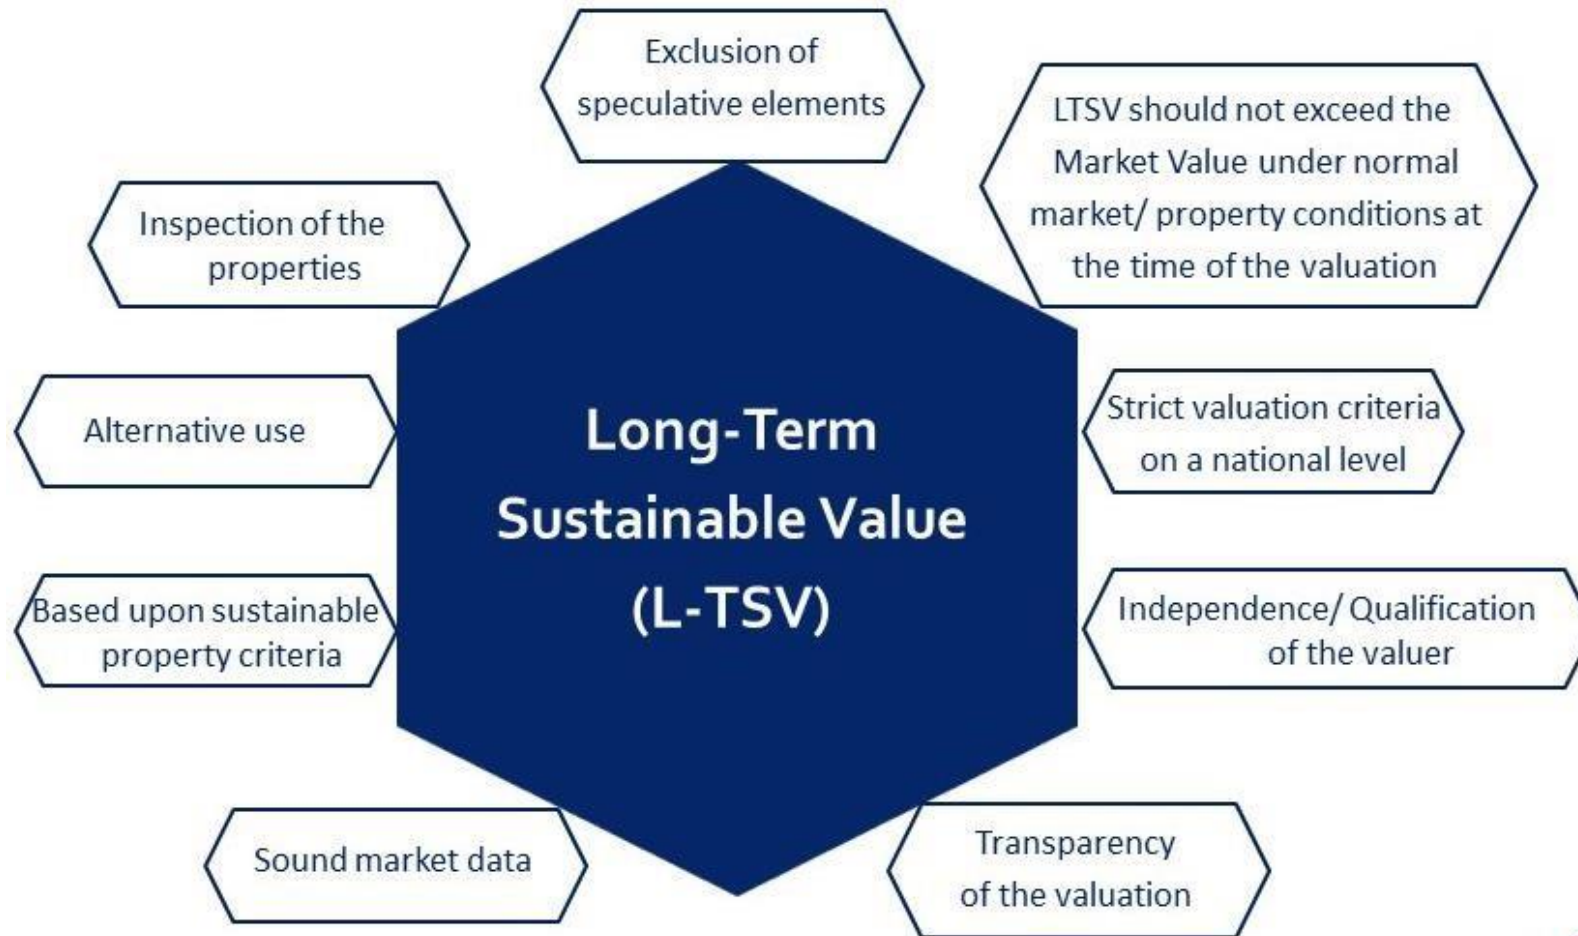 Exclusion of
speculative elements
LTSV should not exceed the
Market Value under normal
market/ property conditions at
the time of the valuation
Inspection of the
properties
Alternative use
Long-Term
Sustainable Value
(L-TSV)
Strict valuation criteria
on a national level
Based upon sustainable
property criteria
Independence/ Qualification
of the valuer
Sound market data
Transparency
of the valuation